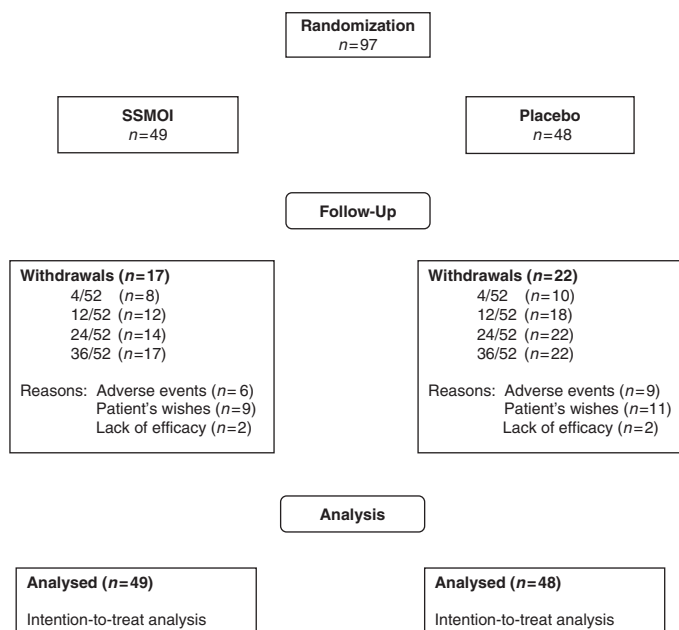 Randomization
n=97
SSMOI
n=49
Placebo
n=48
Follow-Up
Withdrawals (n=17)
4/52 (n=8)
12/52 (n=12)
24/52 (n=14)
36/52 (n=17)
Reasons: Adverse events (n=6)
Patient's wishes (n=9)
Lack of efficacy (n=2)
Withdrawals (n=22)
4/52 (n=10)
12/52 (n=18)
24/52 (n=22)
36/52 (n=22)
Reasons: Adverse events (n=9)
Patient's wishes (n=11)
Lack of efficacy (n=2)
Analysis
Analysed (n=49)
Intention-to-treat analysis
Analysed (n=48)
Intention-to-treat analysis